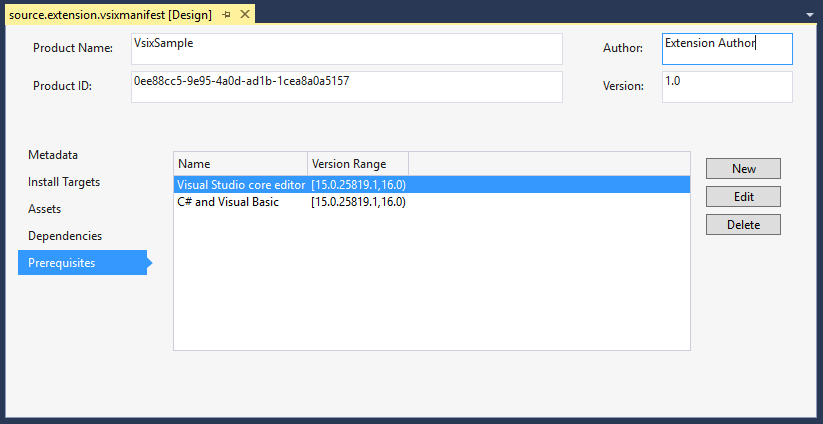 source.extension.vsixmanifest [Design]
Product Name: VsixSample Author: Extension Author
Product ID: 0ee88cc5-9e95-4a0d-ad1b-1cea8a0a5157 Version: 1.0
Metadata
Install Targets
Assets
Dependencies
Prerequisites
Name Version Range
Visual Studio core editor [15.0.25819.1,16.0)
C# and Visual Basic [15.0.25819.1,16.0)
New
Edit
Delete